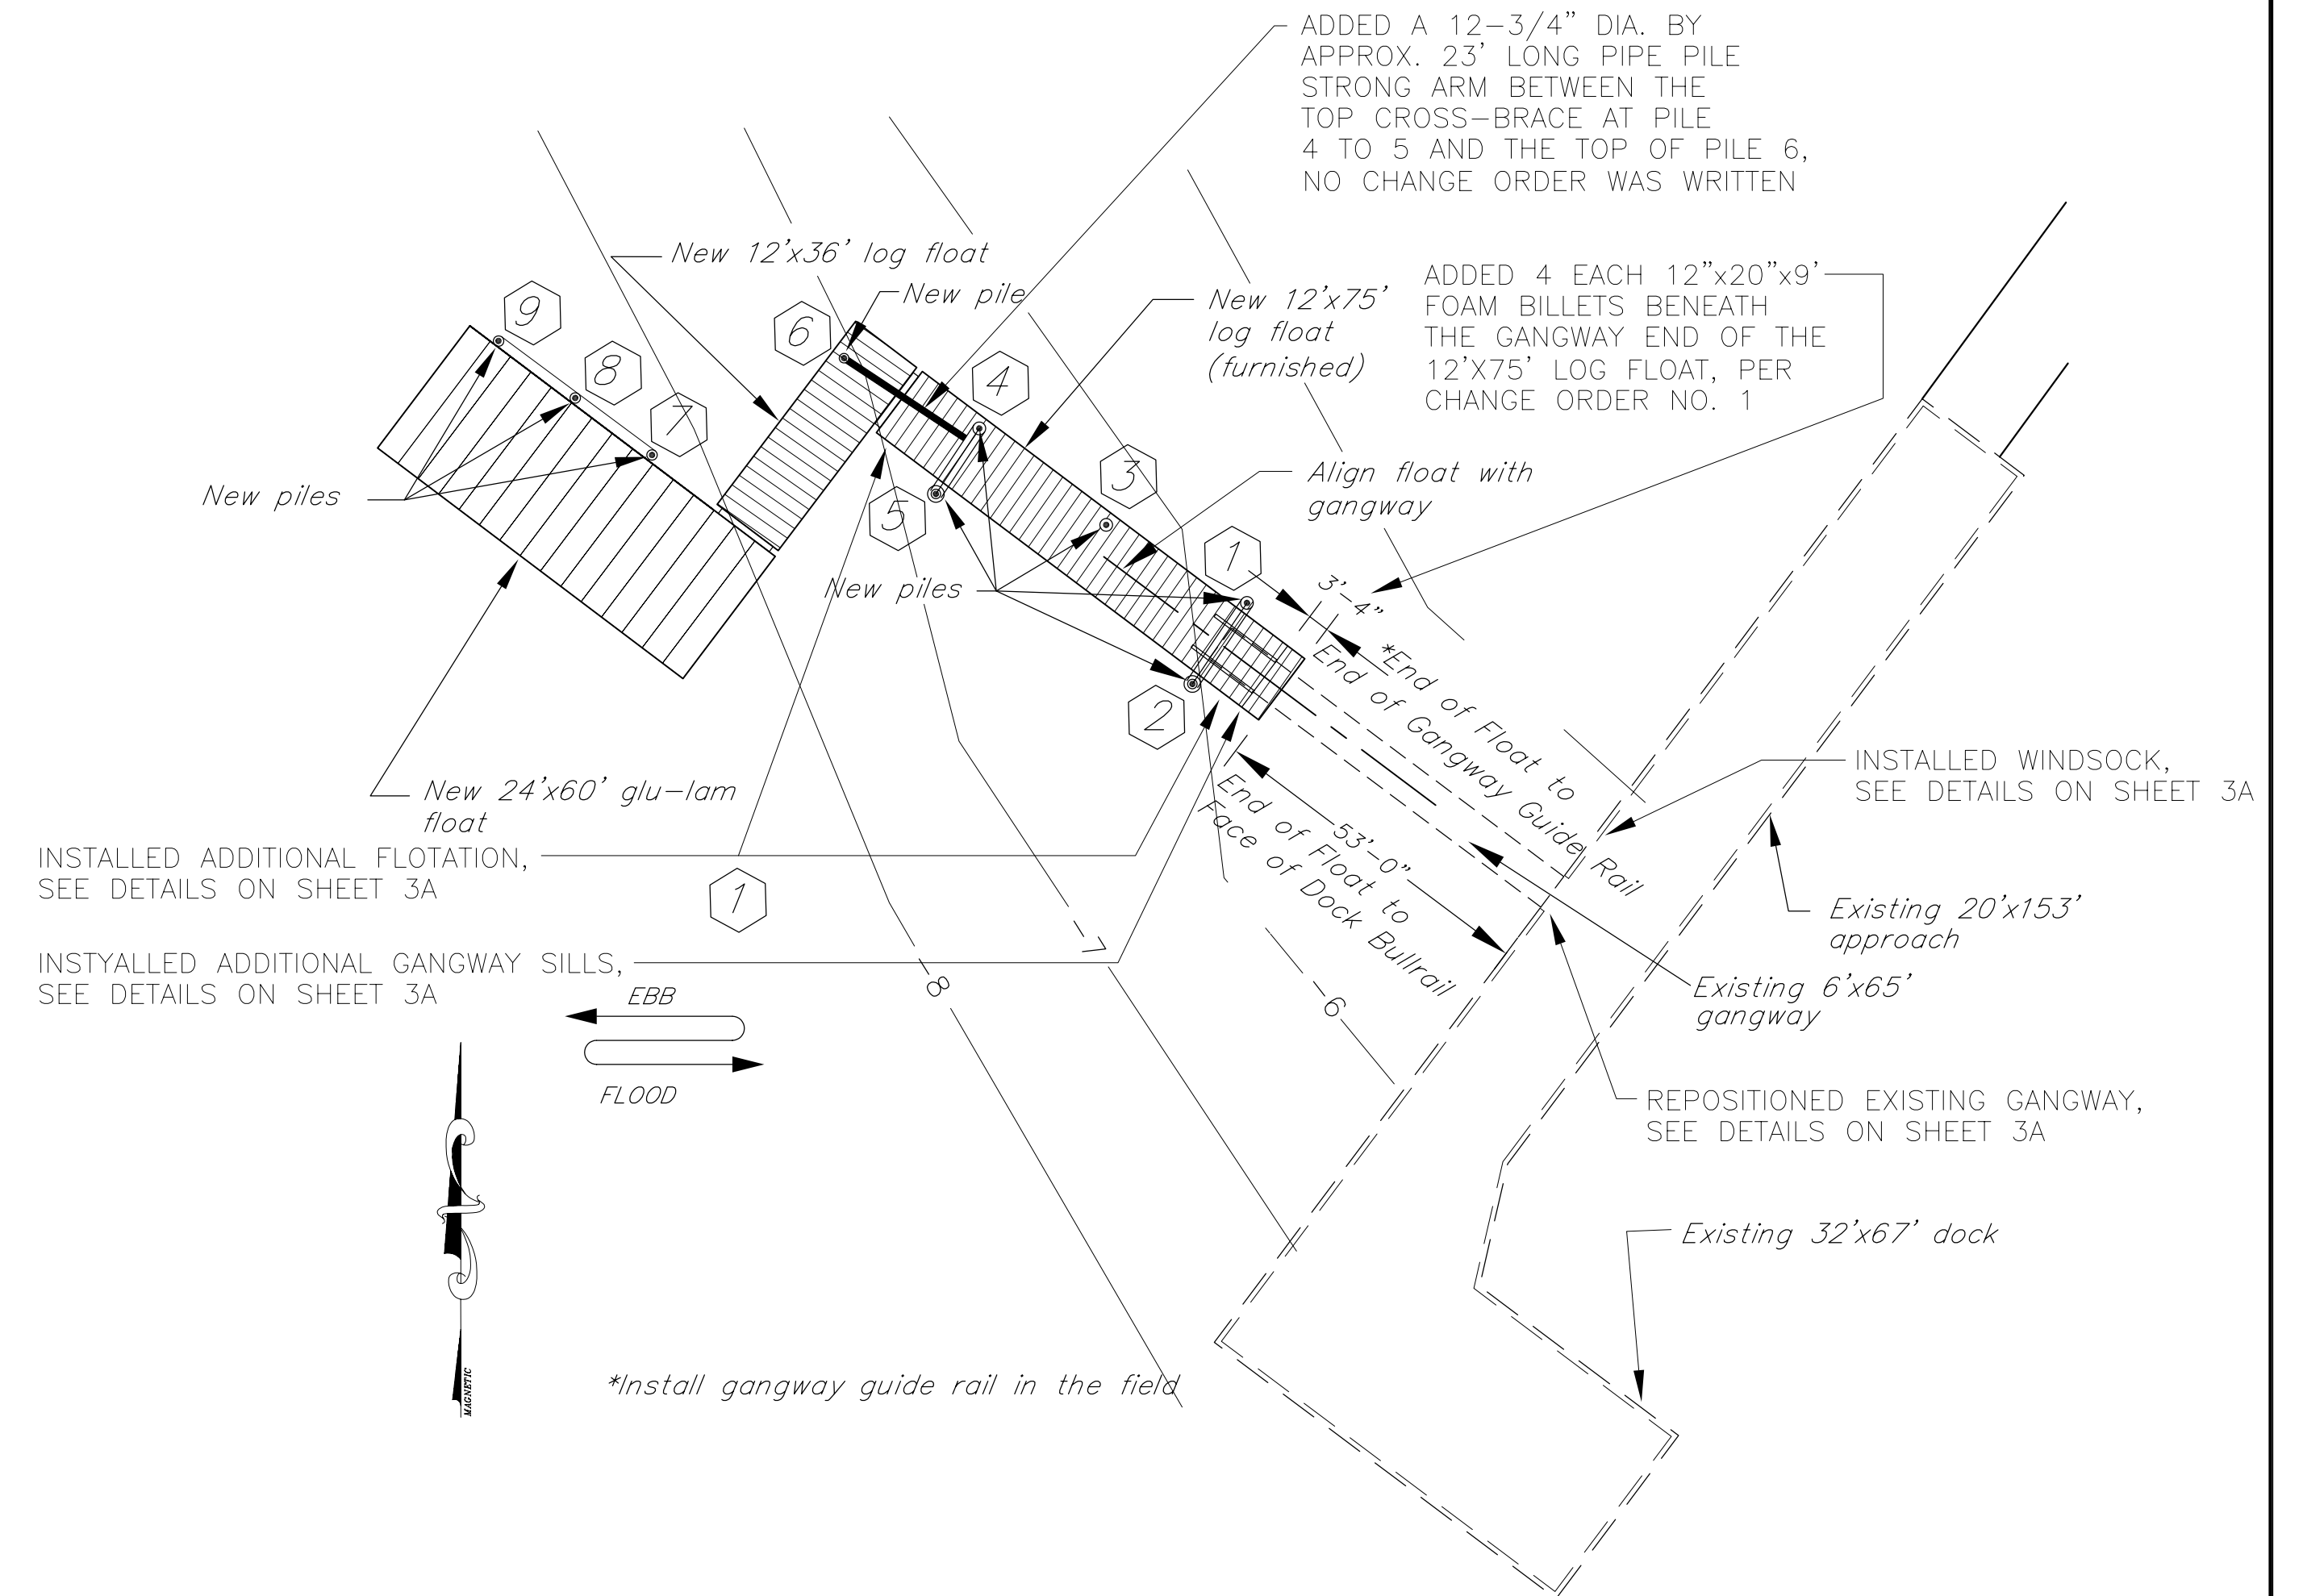 ADDED A 12-3/4" DIA. BY
APPROX. 23' LONG PIPE PILE
STRONG ARM BETWEEN THE
TOP CROSS-BRACE AT PILE
4 TO 5 AND THE TOP OF PILE 6,
NO CHANGE ORDER WAS WRITTEN
New 12'x36' log float
New pile
New 12'x75'
log float
(furnished)
ADDED 4 EACH 12"x20"x9'
FOAM BILLETS BENEATH
THE GANGWAY END OF THE
12'X75' LOG FLOAT, PER
CHANGE ORDER NO. 1
9
8
7
6
4
5
3
1
2
New piles
Align float with
gangway
New piles
3'-4"
*End of Float to
End of Gangway Guide Rail
53'-0"
End of Float to
Face of Dock Bullrail
New 24'x60' glu-lam
float
INSTALLED WINDSOCK,
SEE DETAILS ON SHEET 3A
INSTALLED ADDITIONAL FLOTATION,
SEE DETAILS ON SHEET 3A
1
Existing 20'x153'
approach
INSTYALLED ADDITIONAL GANGWAY SILLS,
SEE DETAILS ON SHEET 3A
-7
-8
-6
Existing 6'x65'
gangway
EBB
FLOOD
REPOSITIONED EXISTING GANGWAY,
SEE DETAILS ON SHEET 3A
Existing 32'x67' dock
MAGNETIC
*Install gangway guide rail in the field